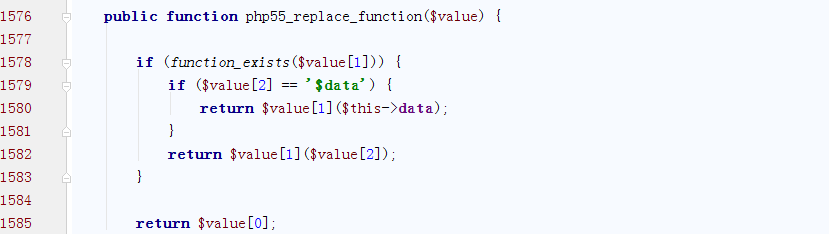 1576 public function php55_replace_function($value) {
1577
1578 if (function_exists($value[1])) {
1579 if ($value[2] == '$data') {
1580 return $value[1]($this->data);
1581 }
1582 return $value[1]($value[2]);
1583 }
1584
1585 return $value[0];